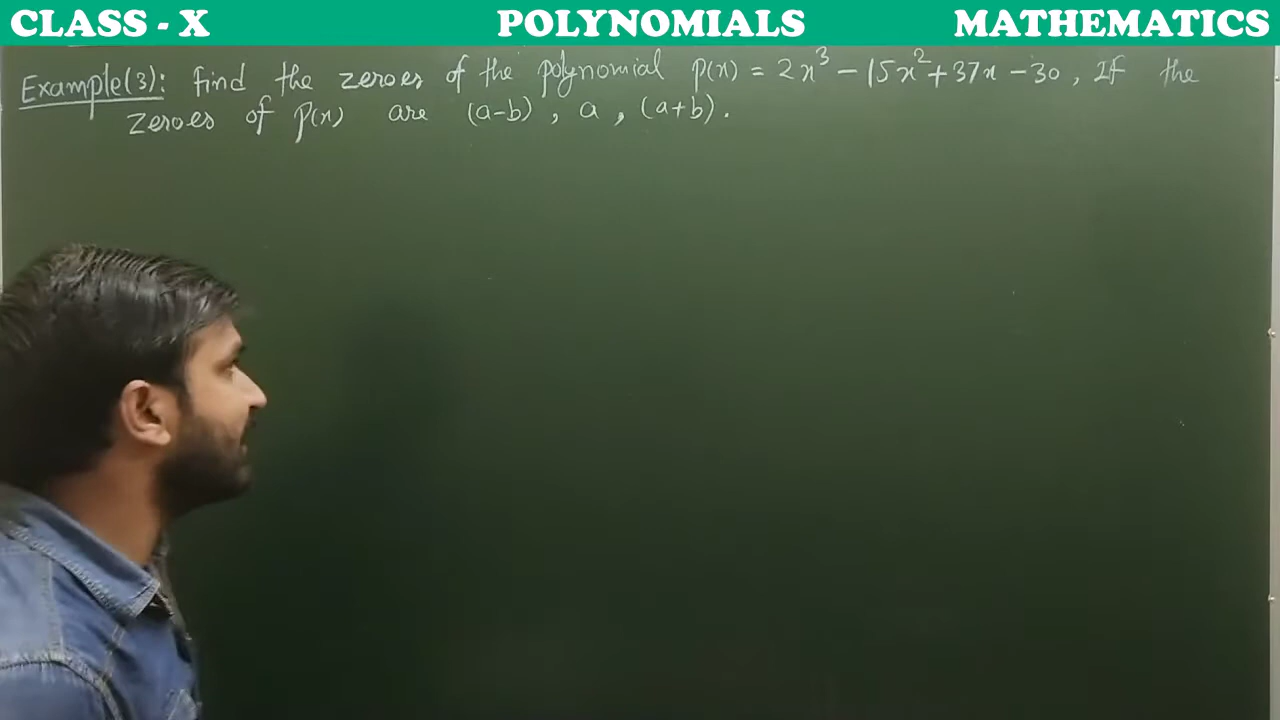 CLASS - X POLYNOMIALS MATHEMATICS
Example(3): Find the zeroes of the polynomial p(x) = 2x³ - 15x² + 37x - 30, If the
zeroes of p(x) are (a-b), a, (a+b).